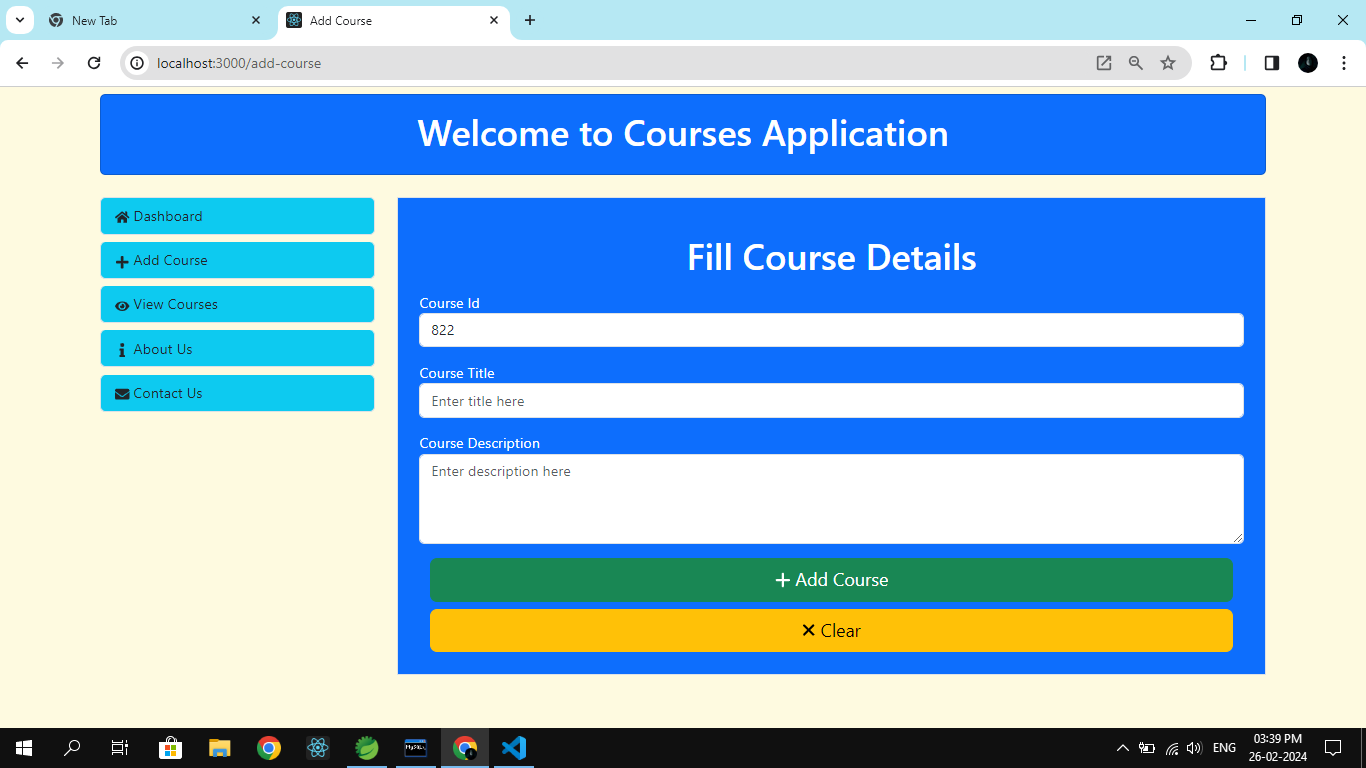 New Tab
Add Course
localhost:3000/add-course
Welcome to Courses Application
Dashboard
Add Course
View Courses
About Us
Contact Us
Fill Course Details
Course Id
822
Course Title
Enter title here
Course Description
Enter description here
Add Course
Clear
MySQL
ENG
03:39 PM
26-02-2024